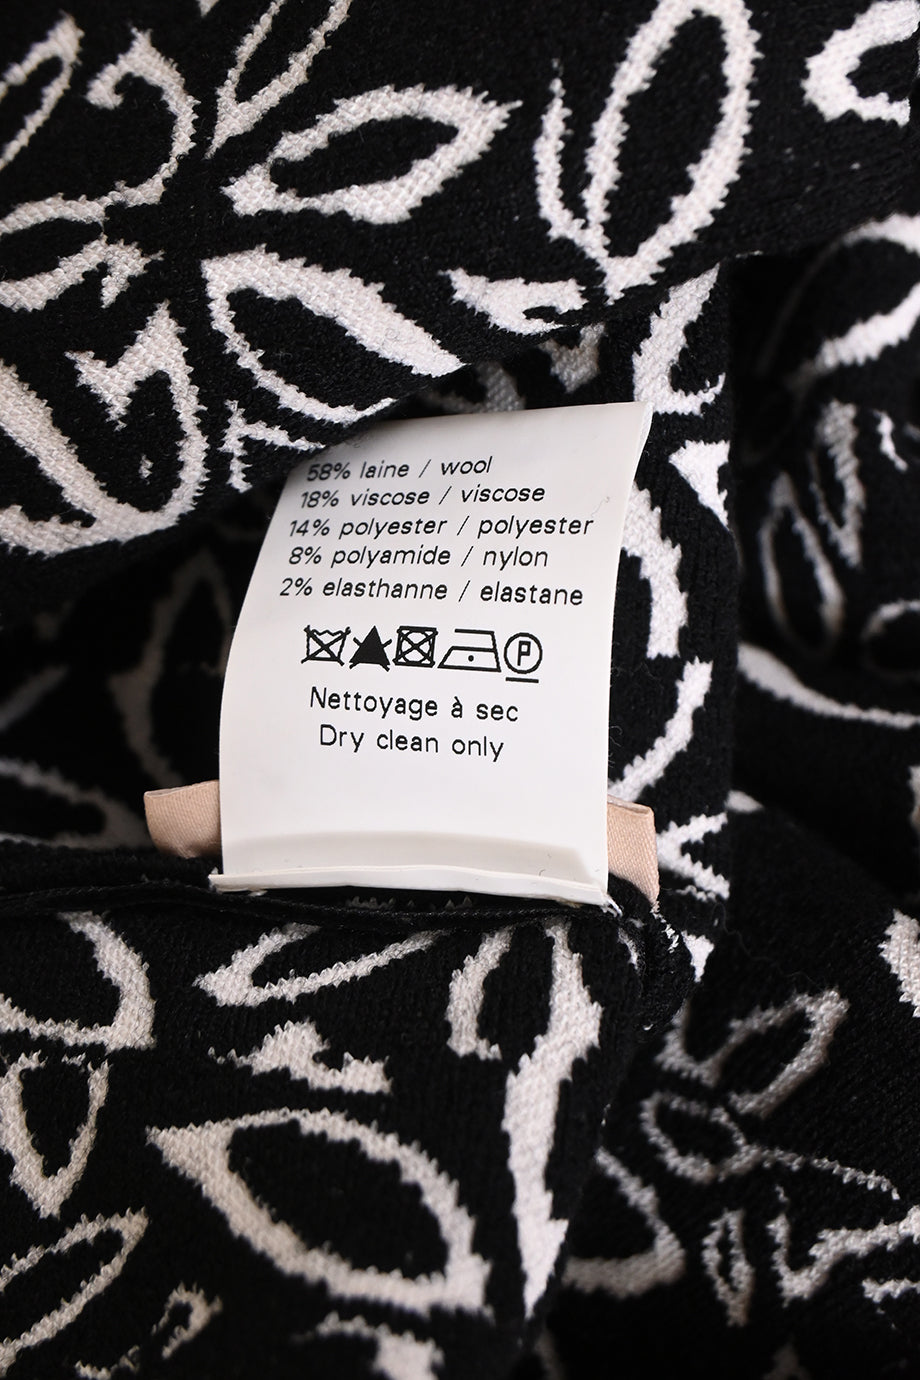 58% laine / wool
18% viscose / viscose
14% polyester / polyester
8% polyamide / nylon
2% elasthanne / elastane
P
Nettoyage à sec
Dry clean only